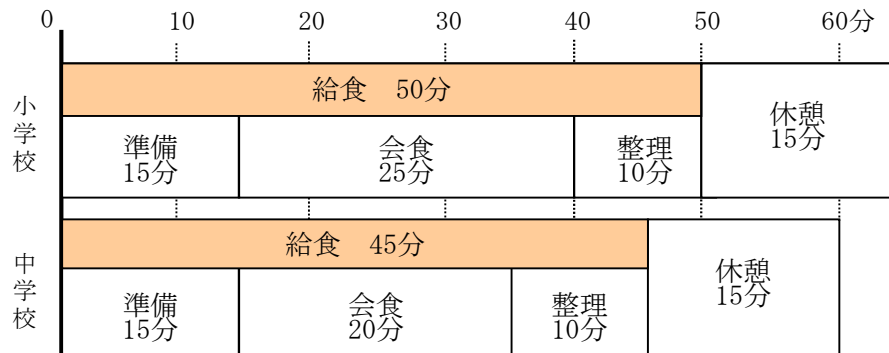 0 10 20 30 40 50 60分
小学校
給食 50分
準備 会食 整理 休憩
15分 25分 10分 15分
中学校
給食 45分
準備 会食 整理 休憩
15分 20分 10分 15分